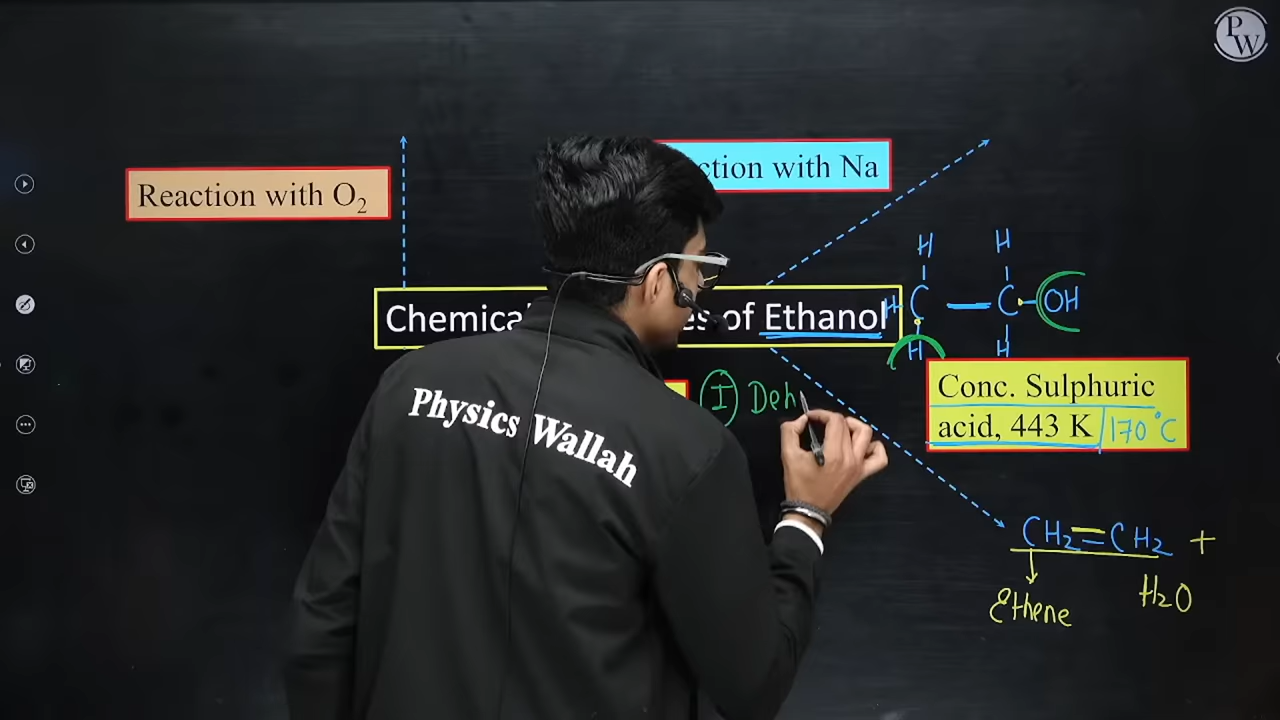 PW
Reaction with O₂
ction with Na
H H
Chemica es of Ethanol
H C — C - OH
H H
Physics Wallah
I Deh
Conc. Sulphuric
acid, 443 K 170°C
CH₂=CH₂ +
Ethene H₂O